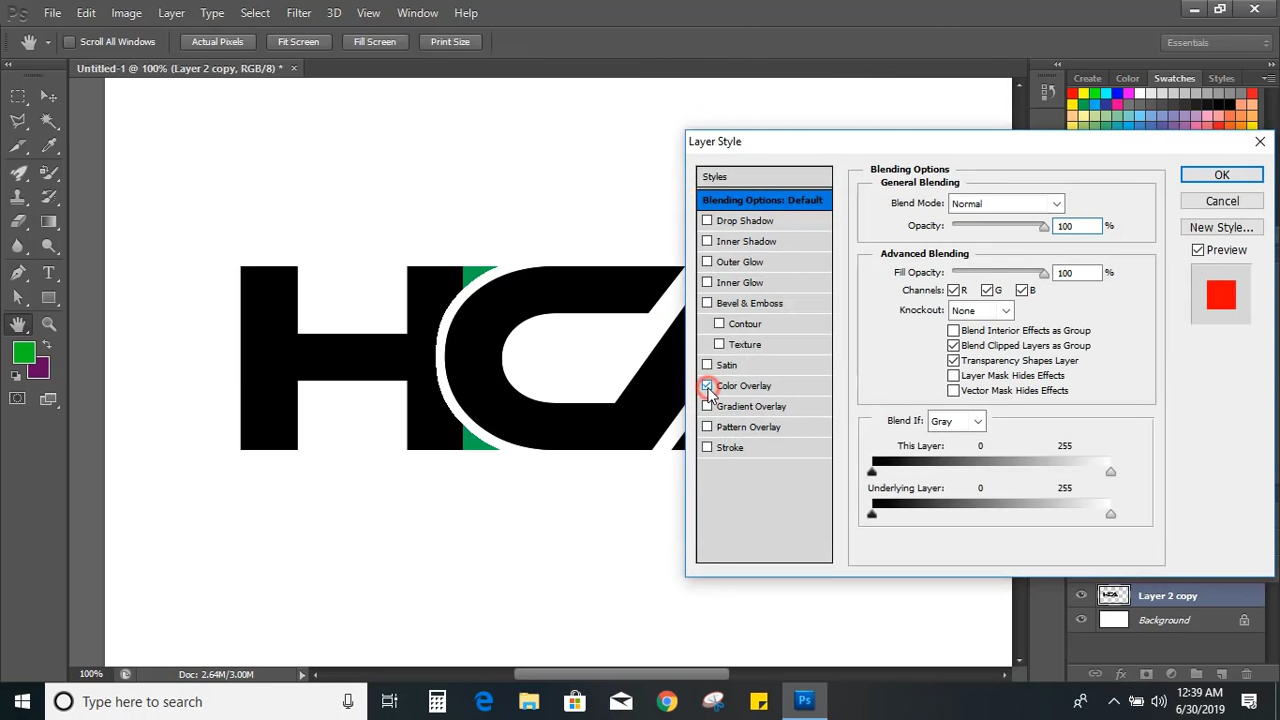 Ps File Edit Image Layer Type Select Filter 3D View Window Help
Scroll All Windows Actual Pixels Fit Screen Fill Screen Print Size Essentials
Untitled-1 @ 100% (Layer 2 copy, RGB/8) * ×
Create Color Swatches Styles
Layer Style
Styles
Blending Options: Default
Drop Shadow
Inner Shadow
Outer Glow
Inner Glow
Bevel & Emboss
Contour
Texture
Satin
Color Overlay
Gradient Overlay
Pattern Overlay
Stroke
Blending Options
General Blending
Blend Mode: Normal
Opacity: 100 %
Advanced Blending
Fill Opacity: 100 %
Channels: R G B
Knockout: None
Blend Interior Effects as Group
Blend Clipped Layers as Group
Transparency Shapes Layer
Layer Mask Hides Effects
Vector Mask Hides Effects
Blend If: Gray
This Layer: 0 255
Underlying Layer: 0 255
OK
Cancel
New Style...
Preview
HC
Layer 2 copy
Background
100% Doc: 2.64M/3.00M
Type here to search
Ps
12:39 AM
6/30/2019